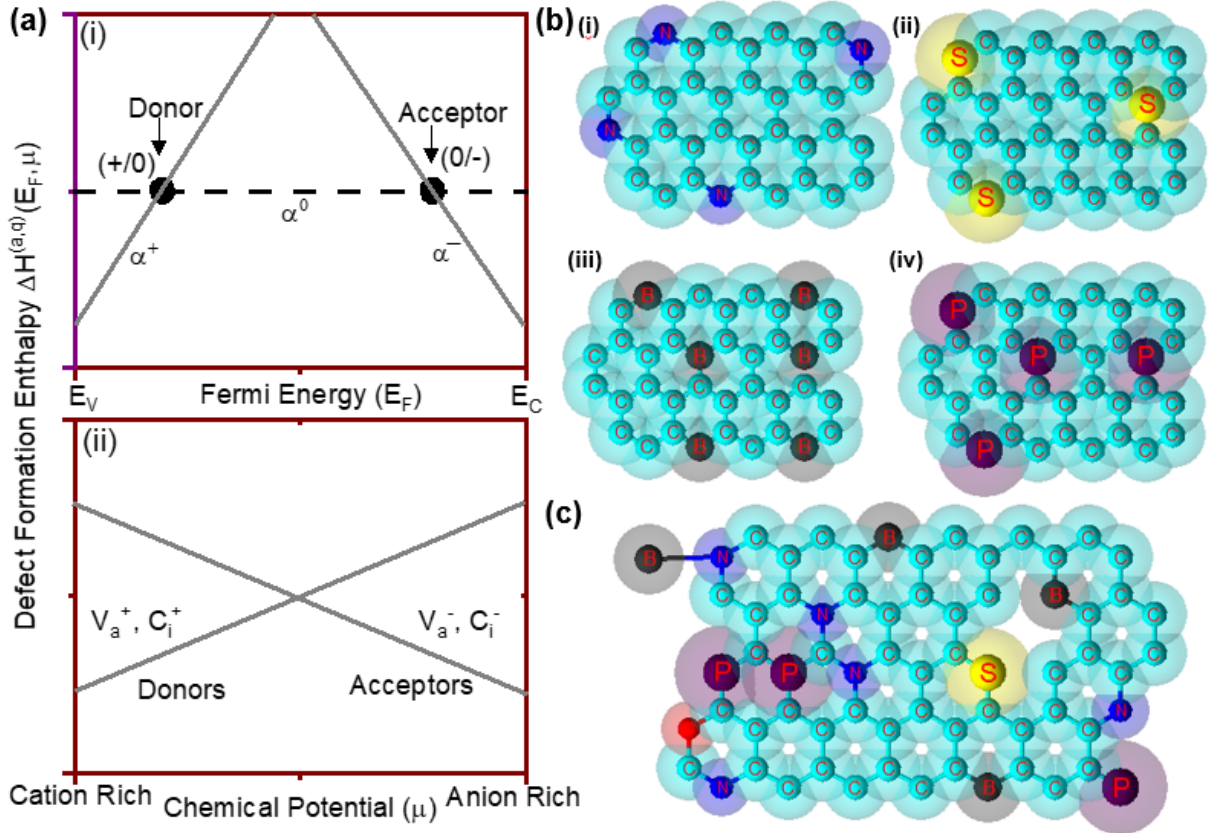 (a)
(i)
Donor
Acceptor
(+/0)
(0/-)
α⁰
α⁺
α⁻
E_V
Fermi Energy (E_F)
E_C
Defect Formation Enthalpy ΔH^(a,q)(E_F,μ)
(ii)
V_a⁺, C_i⁺
V_a⁻, C_i⁻
Donors
Acceptors
Cation Rich
Chemical Potential (μ)
Anion Rich
(b)
(i)
N
N
N
N
C
(ii)
S
S
S
C
(iii)
B B
B B
B B
C
(iv)
P
P P
P
C
(c)
B
B N
B
N
P P N S
N
B
N
P
C